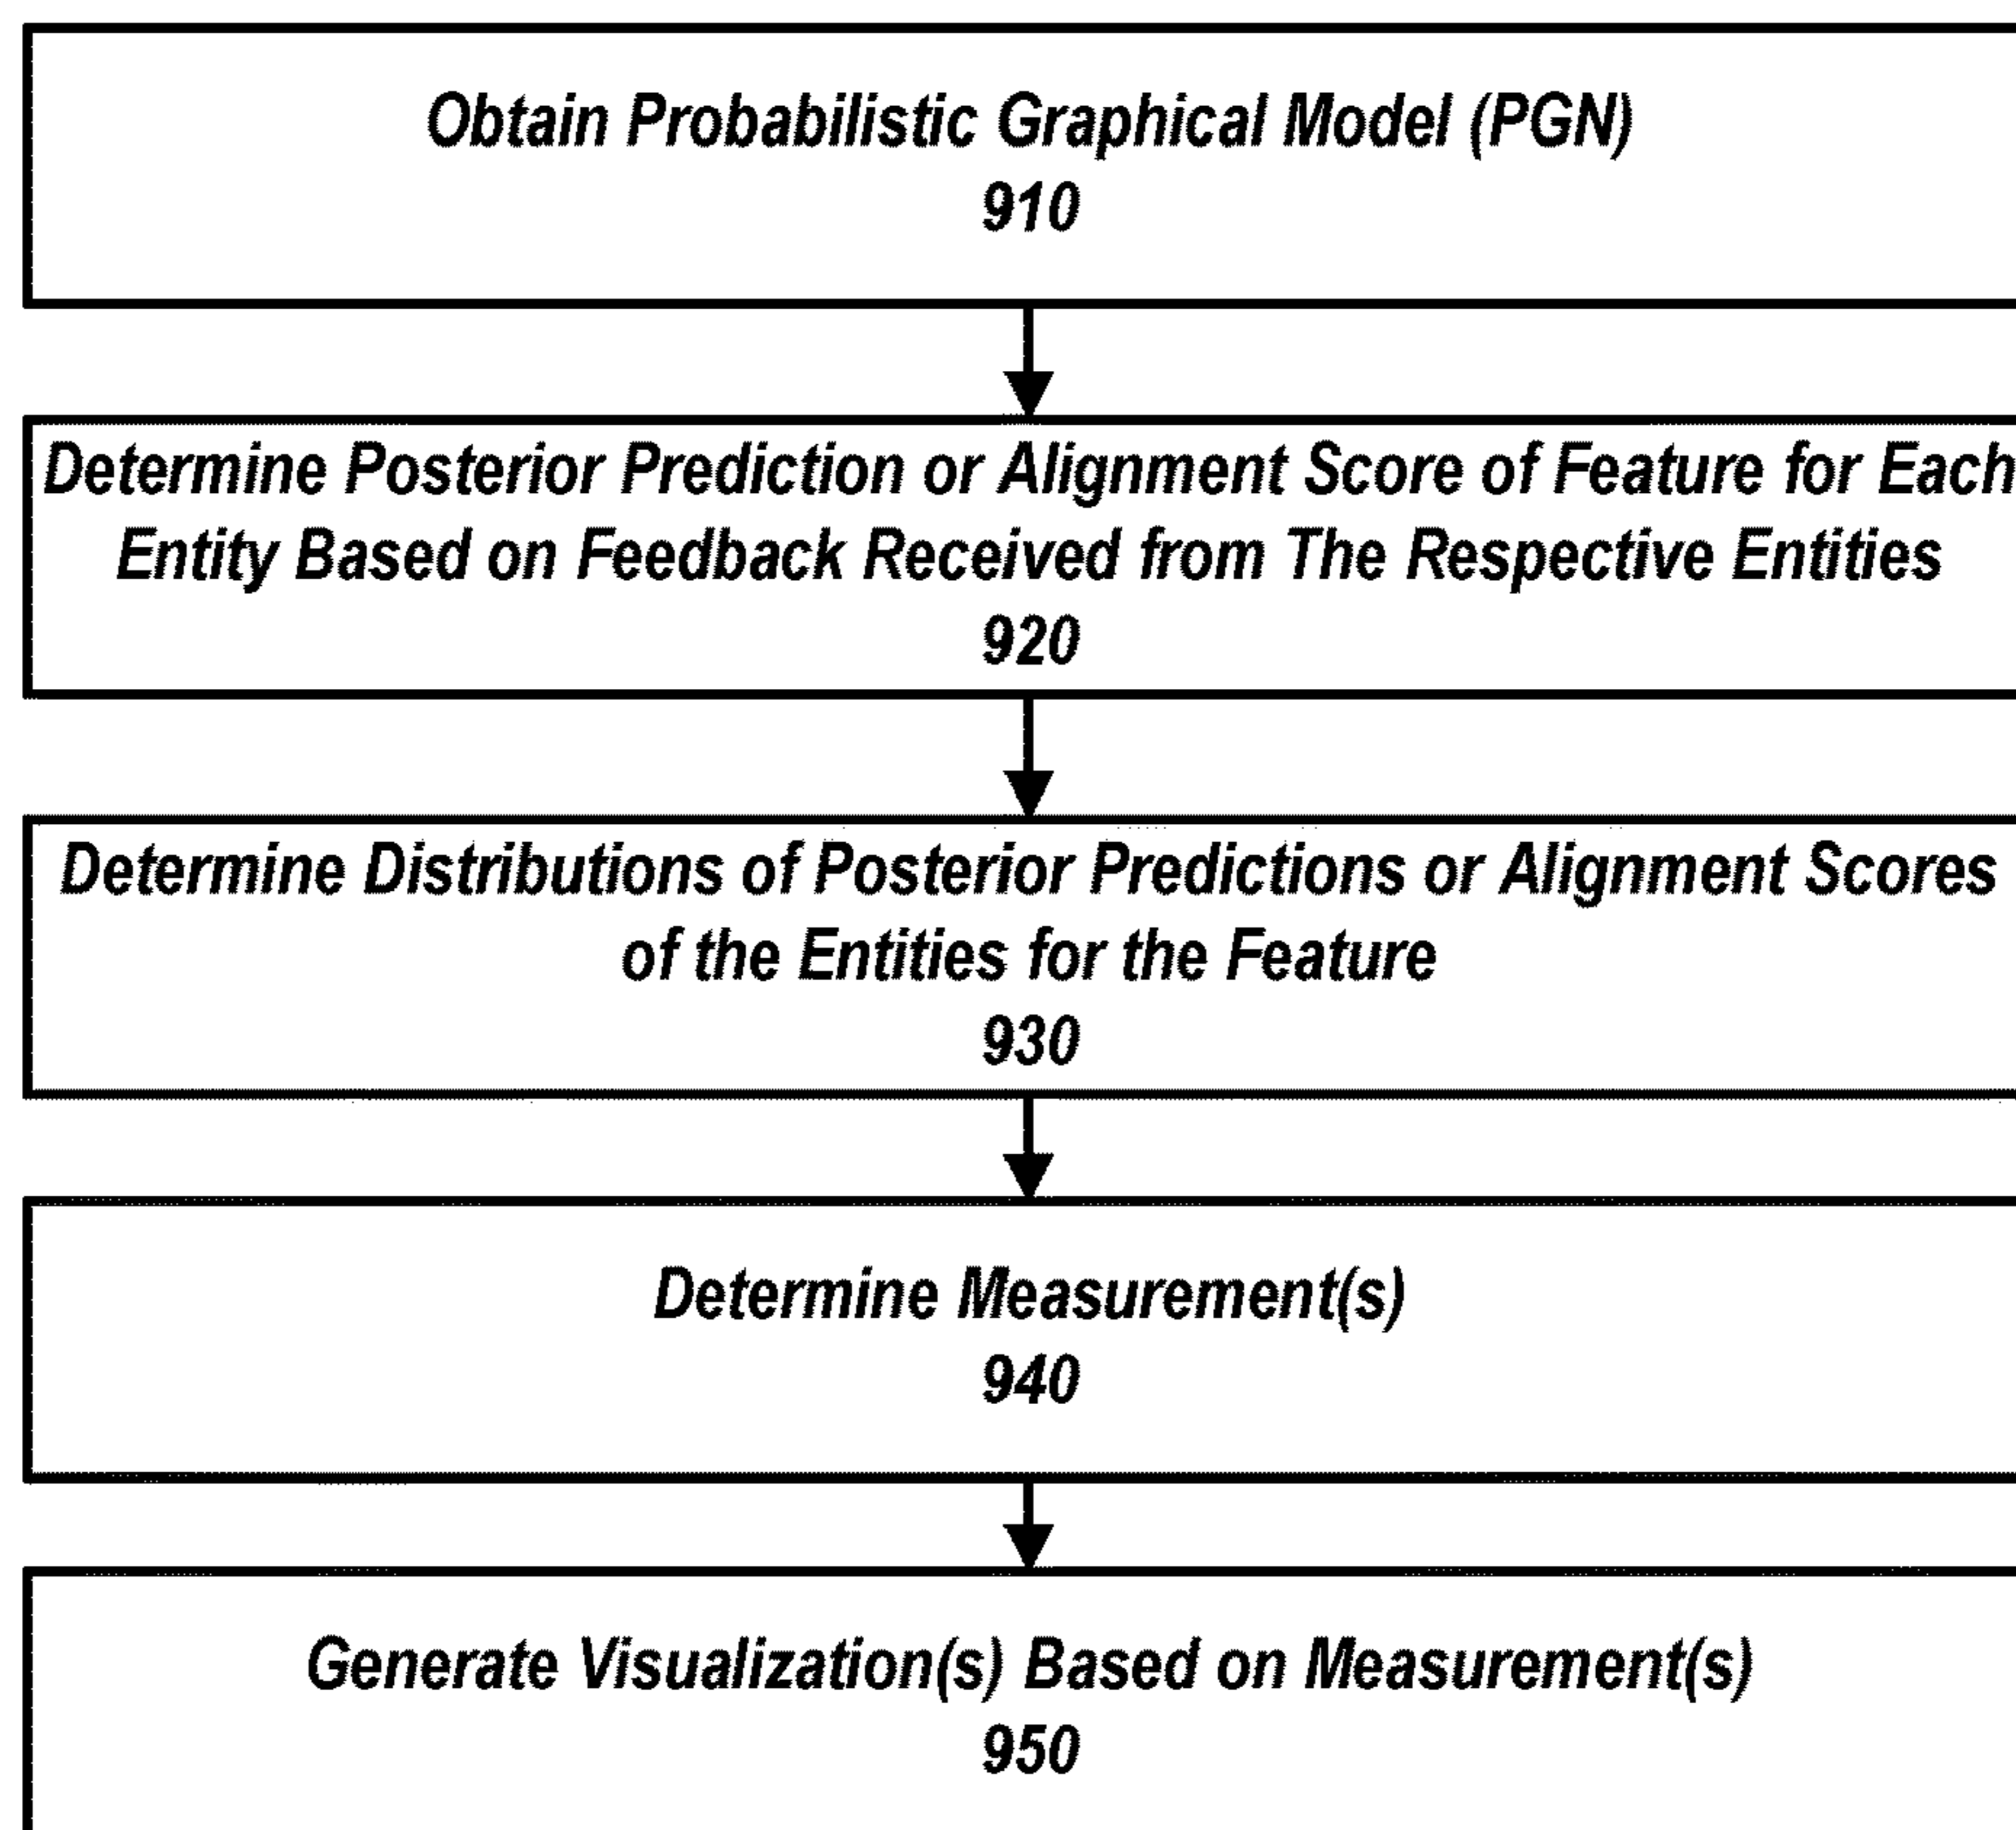 Obtain Probabilistic Graphical Model (PGN)
910
Determine Posterior Prediction or Alignment Score of Feature for Each
Entity Based on Feedback Received from The Respective Entities
920
Determine Distributions of Posterior Predictions or Alignment Scores
of the Entities for the Feature
930
Determine Measurement(s)
940
Generate Visualization(s) Based on Measurement(s)
950